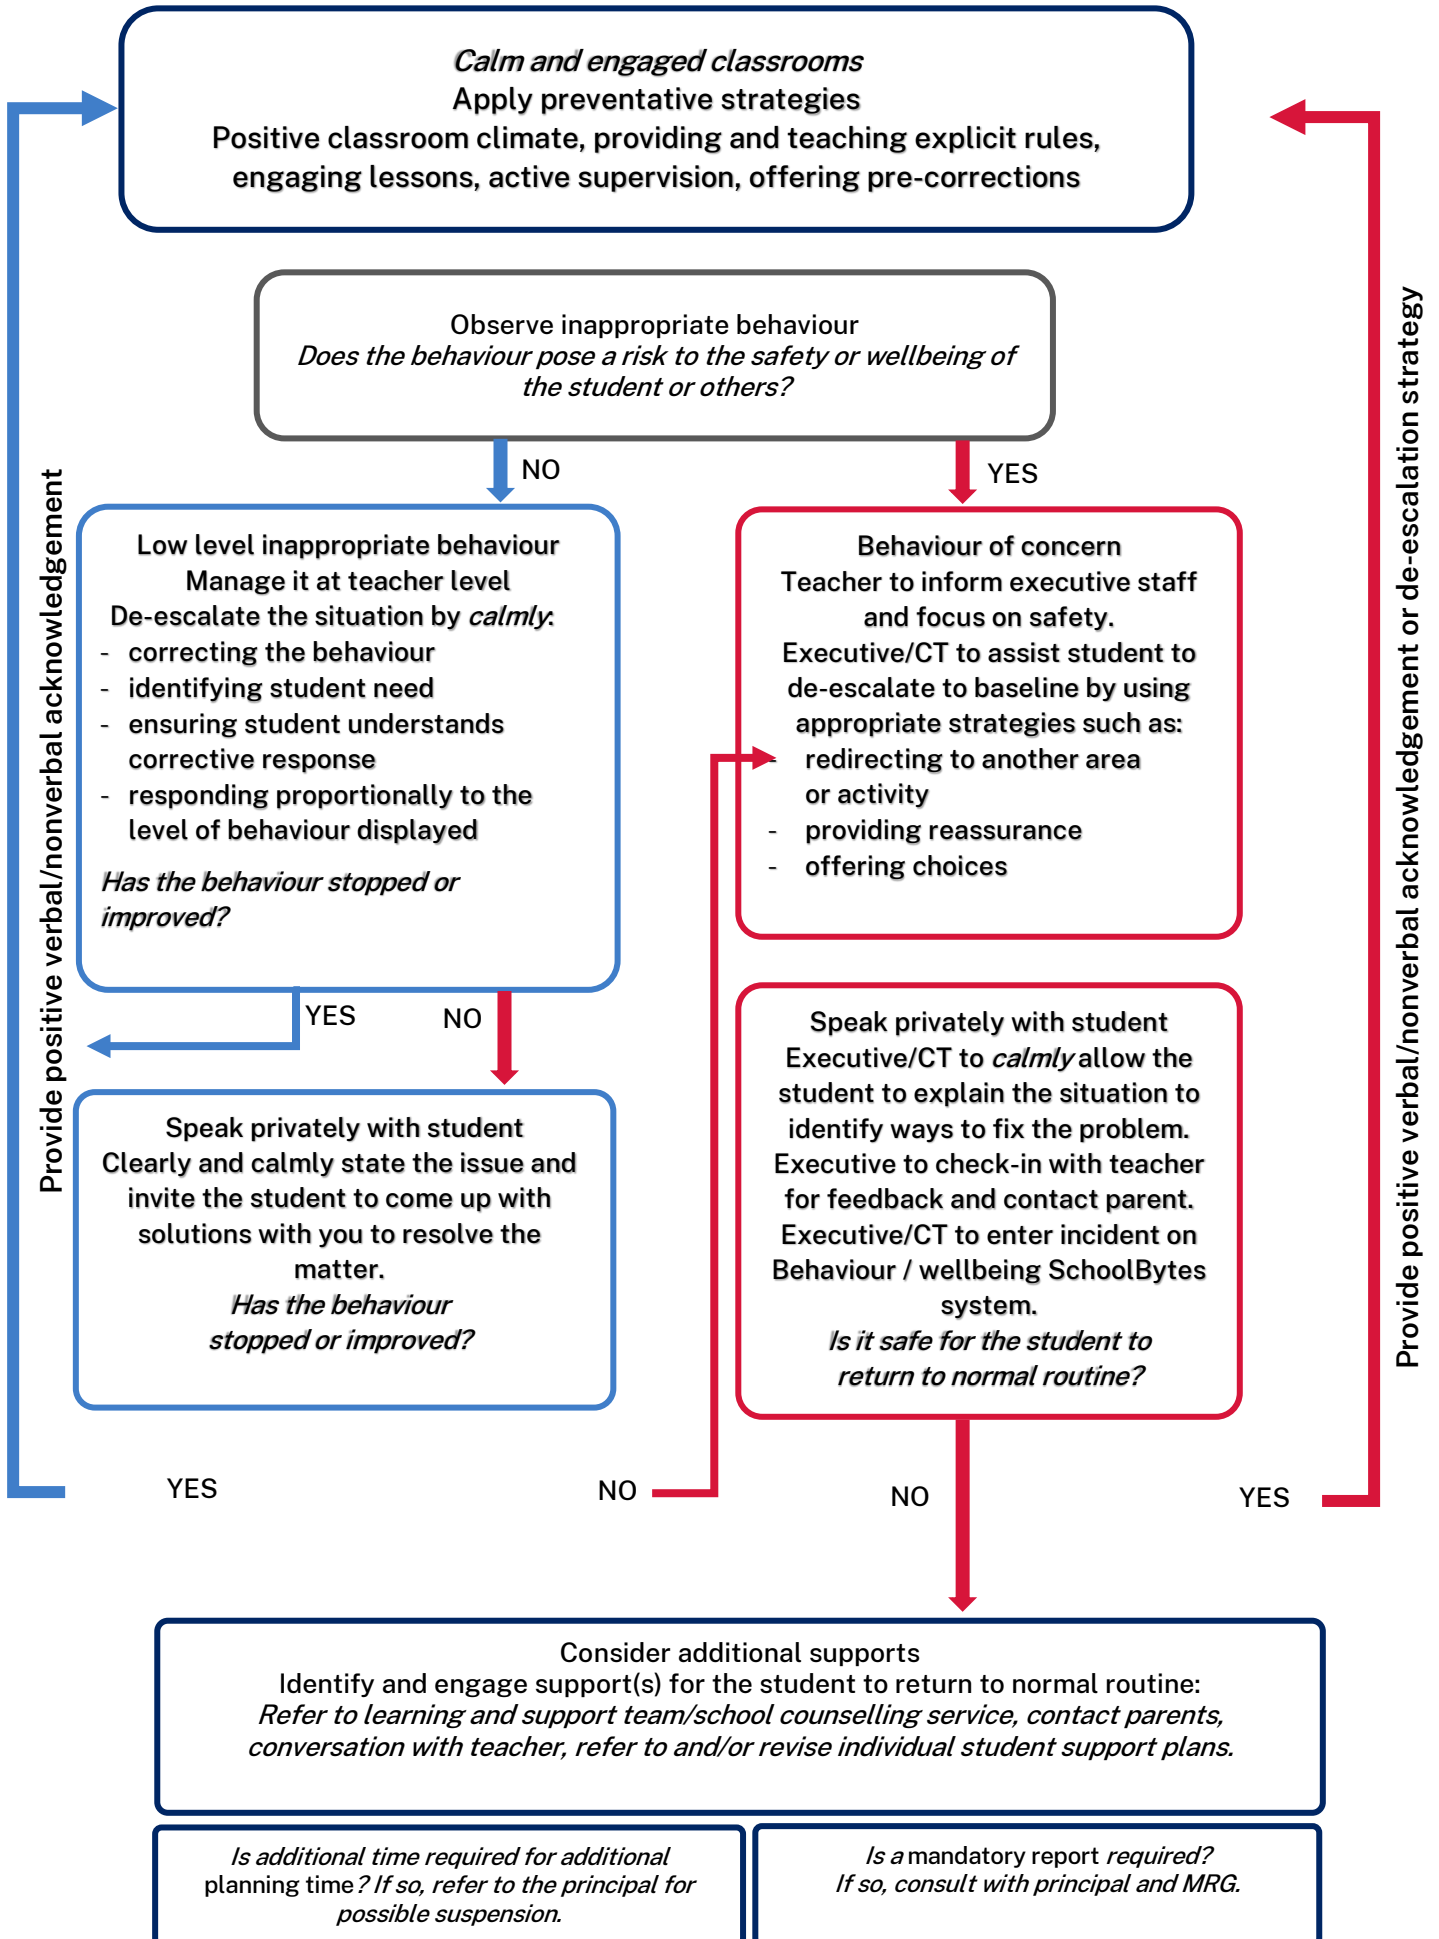 Calm and engaged classrooms
Apply preventative strategies
Positive classroom climate, providing and teaching explicit rules,
engaging lessons, active supervision, offering pre-corrections
Observe inappropriate behaviour
Does the behaviour pose a risk to the safety or wellbeing of
the student or others?
NO
YES
Low level inappropriate behaviour
Manage it at teacher level
De-escalate the situation by calmly:
- correcting the behaviour
- identifying student need
- ensuring student understands
corrective response
- responding proportionally to the
level of behaviour displayed
Has the behaviour stopped or
improved?
YES
NO
Speak privately with student
Clearly and calmly state the issue and
invite the student to come up with
solutions with you to resolve the
matter.
Has the behaviour
stopped or improved?
YES
NO
Provide positive verbal/nonverbal acknowledgement
Behaviour of concern
Teacher to inform executive staff
and focus on safety.
Executive/CT to assist student to
de-escalate to baseline by using
appropriate strategies such as:
- redirecting to another area
or activity
- providing reassurance
- offering choices
Speak privately with student
Executive/CT to calmly allow the
student to explain the situation to
identify ways to fix the problem.
Executive to check-in with teacher
for feedback and contact parent.
Executive/CT to enter incident on
Behaviour / wellbeing SchoolBytes
system.
Is it safe for the student to
return to normal routine?
NO
YES
Provide positive verbal/nonverbal acknowledgement or de-escalation strategy
Consider additional supports
Identify and engage support(s) for the student to return to normal routine:
Refer to learning and support team/school counselling service, contact parents,
conversation with teacher, refer to and/or revise individual student support plans.
Is additional time required for additional
planning time? If so, refer to the principal for
possible suspension.
Is a mandatory report required?
If so, consult with principal and MRG.